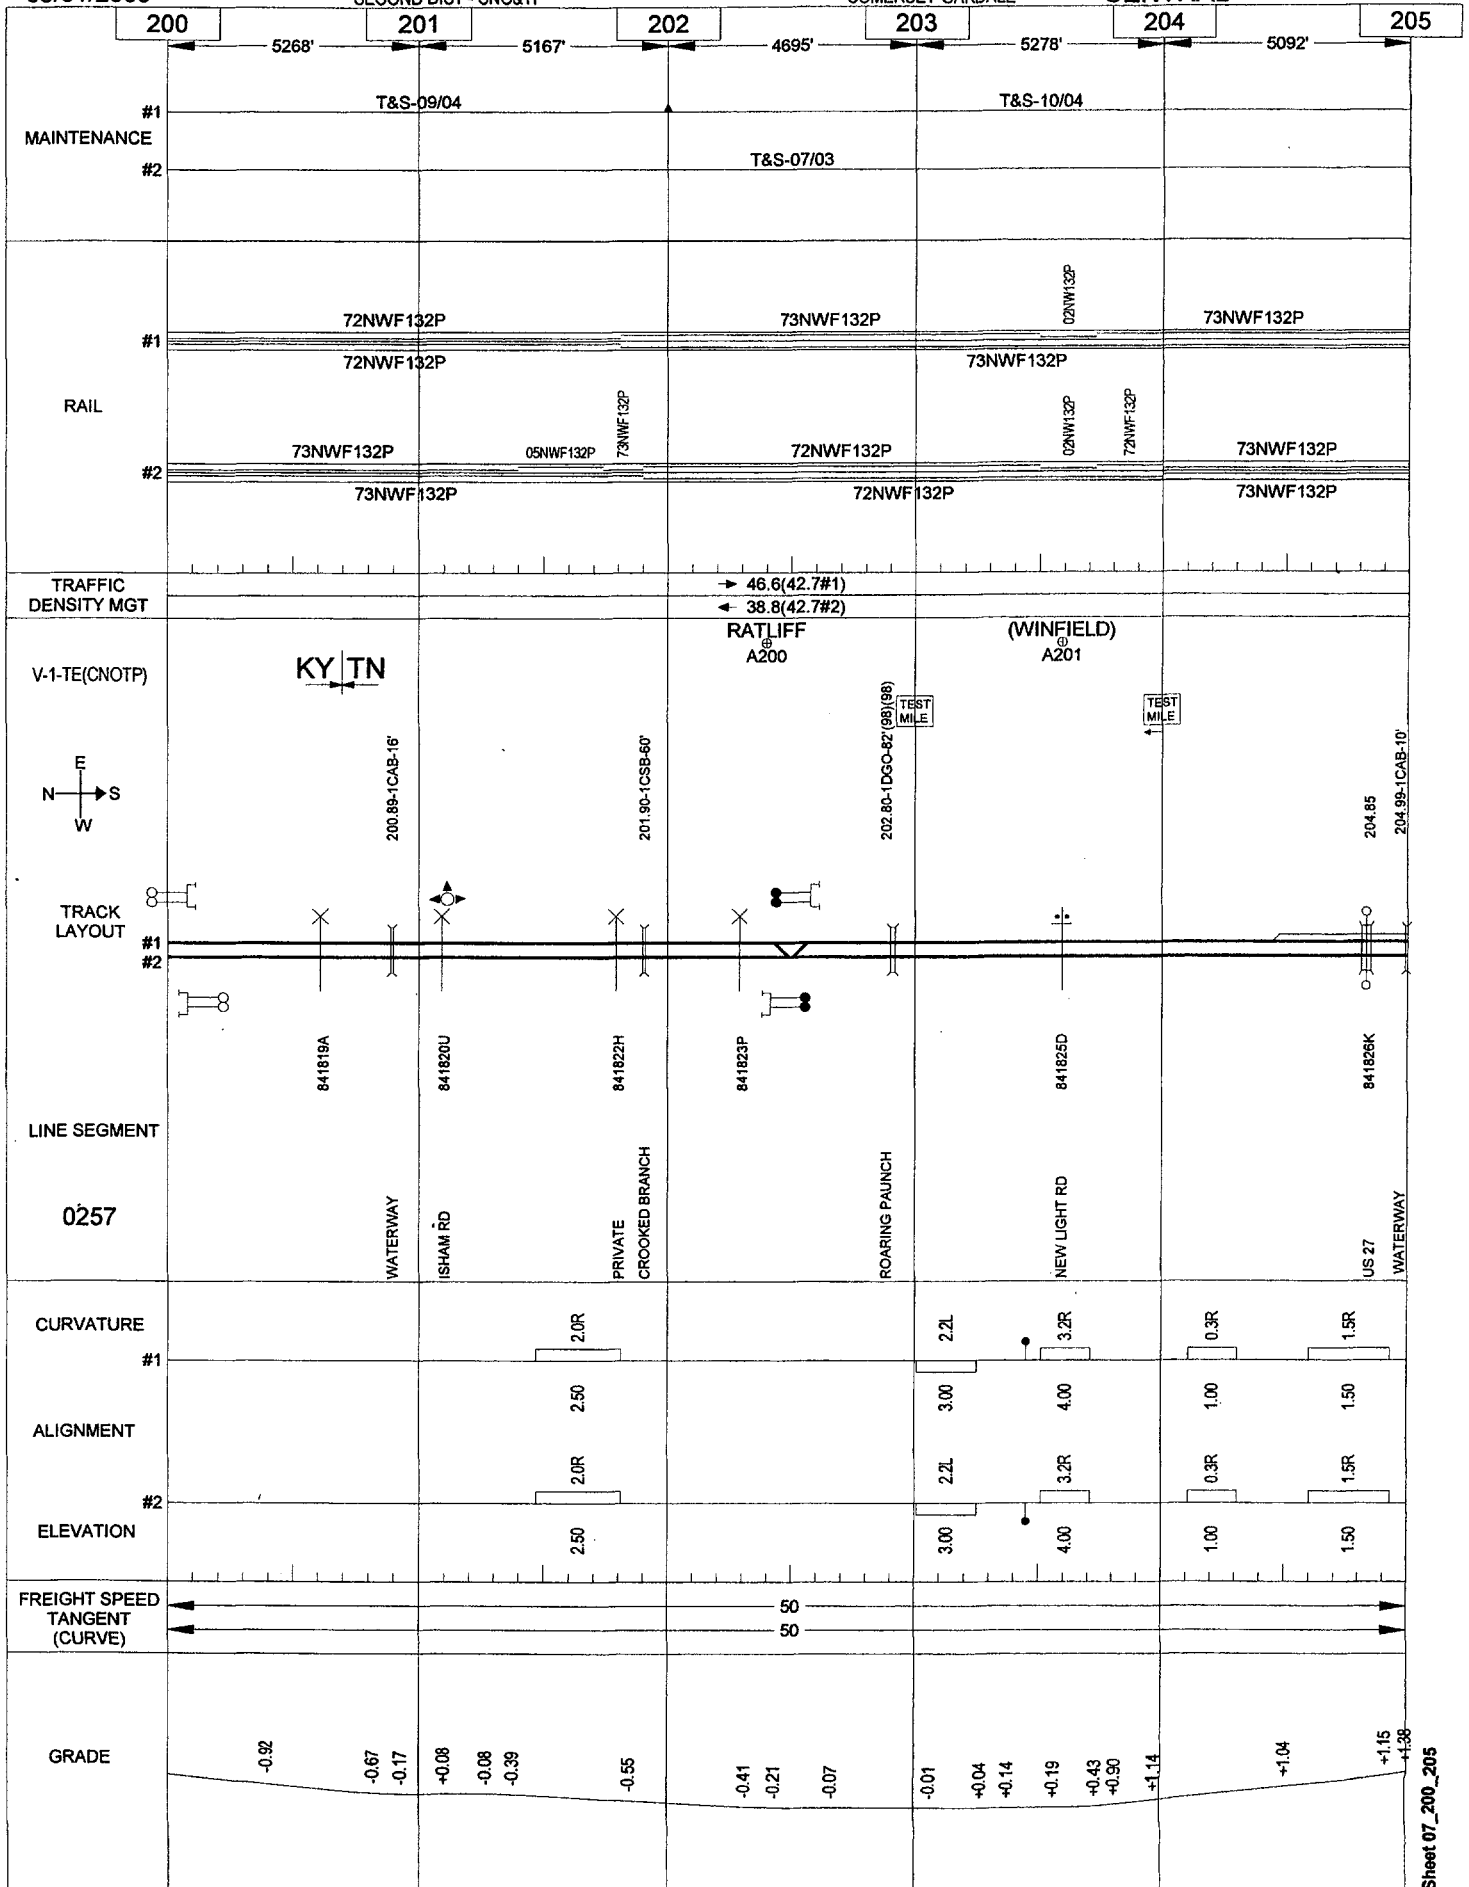 200 201 202 203 204 205
5268' 5167' 4695' 5278' 5092'
T&S-09/04 T&S-10/04
#1
MAINTENANCE
T&S-07/03
#2
02NW132P
72NWF132P 73NWF132P 73NWF132P
#1
72NWF132P 73NWF132P
RAIL
73NWF132P 02NW132P 72NWF132P
73NWF132P 05NWF132P 72NWF132P 73NWF132P
#2
73NWF132P 72NWF132P 73NWF132P
TRAFFIC
DENSITY MGT
46.6(42.7#1)
38.8(42.7#2)
RATLIFF (WINFIELD)
A200 A201
V-1-TE(CNOTP)
KY TN
TEST
MILE
TEST
MILE
E
N S
W
200.89-1CAB-16'
201.90-1CSB-60'
202.80-1DGO-82'(98)(98)
204.85
204.99-1CAB-10'
TRACK
LAYOUT
#1
#2
841819A
841820U
841822H
841823P
841825D
841826K
LINE SEGMENT
0257
WATERWAY
ISHAM RD
PRIVATE
CROOKED BRANCH
ROARING PAUNCH
NEW LIGHT RD
US 27
WATERWAY
CURVATURE
2.0R 2.2L 3.2R 0.3R 1.5R
#1
2.50 3.00 4.00 1.00 1.50
ALIGNMENT
2.0R 2.2L 3.2R 0.3R 1.5R
#2
ELEVATION
2.50 3.00 4.00 1.00 1.50
FREIGHT SPEED
TANGENT
(CURVE)
50
50
GRADE
-0.92 -0.67 -0.17 +0.08 -0.08 -0.39 -0.55 -0.41 -0.21 -0.07 -0.01 +0.04 +0.14 +0.19 +0.43 +0.90 +1.14 +1.04 +1.15 +1.38
Sheet 07_200_205